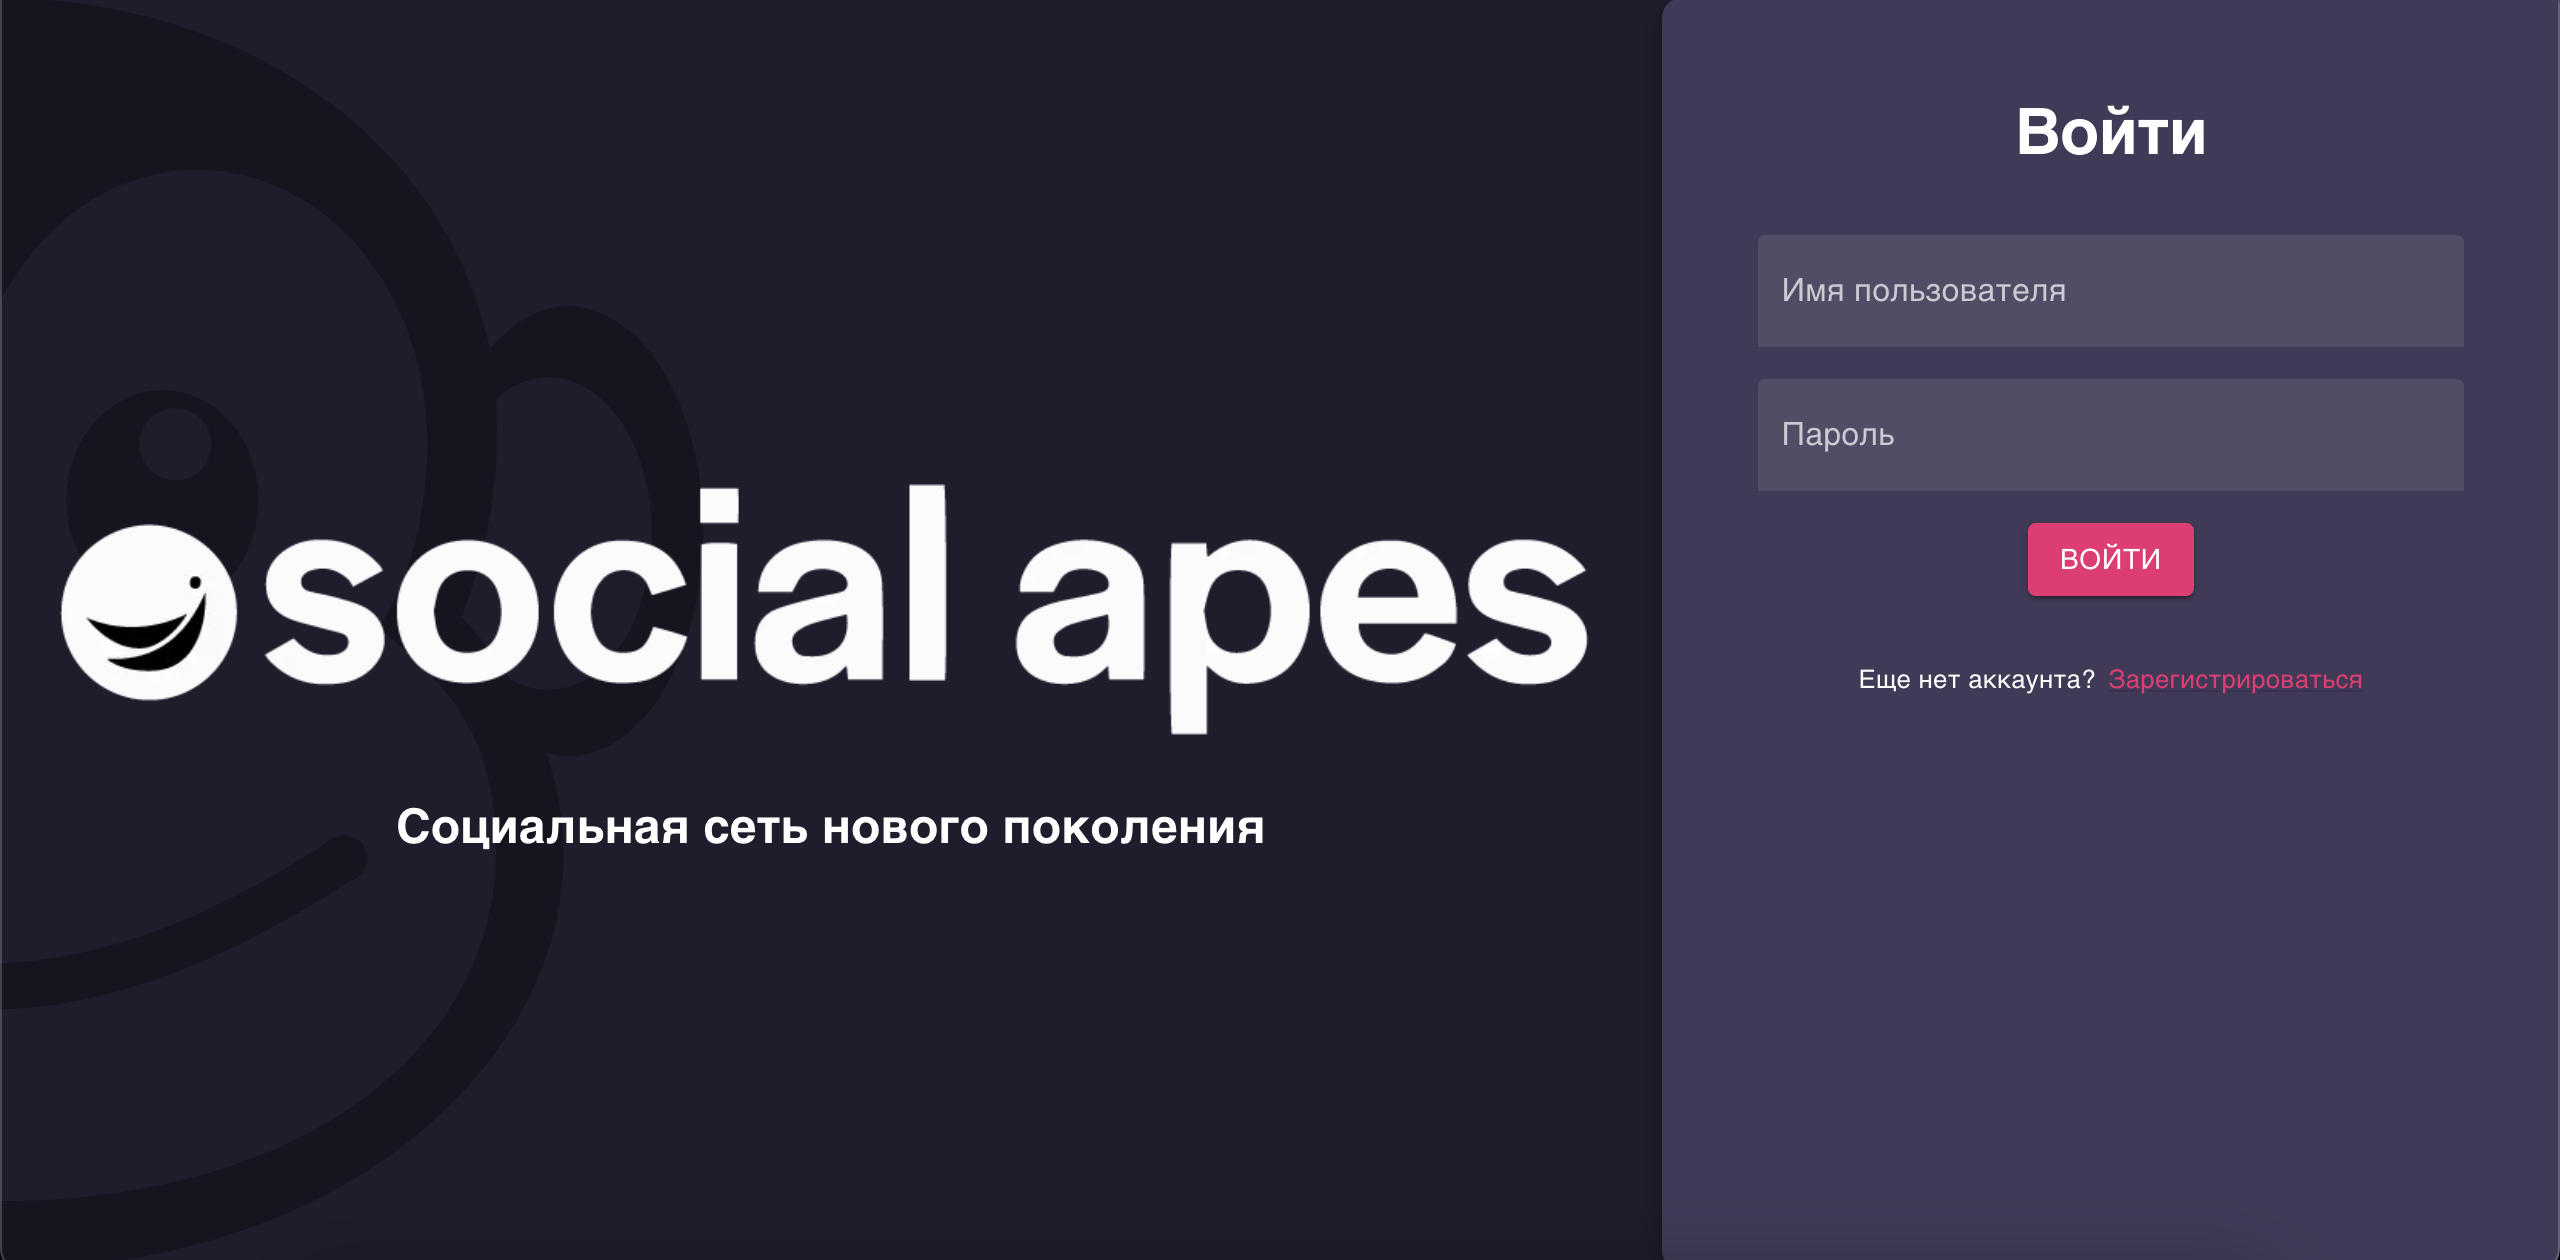 social apes
Социальная сеть нового поколения
Войти
Имя пользователя
Пароль
ВОЙТИ
Еще нет аккаунта? Зарегистрироваться